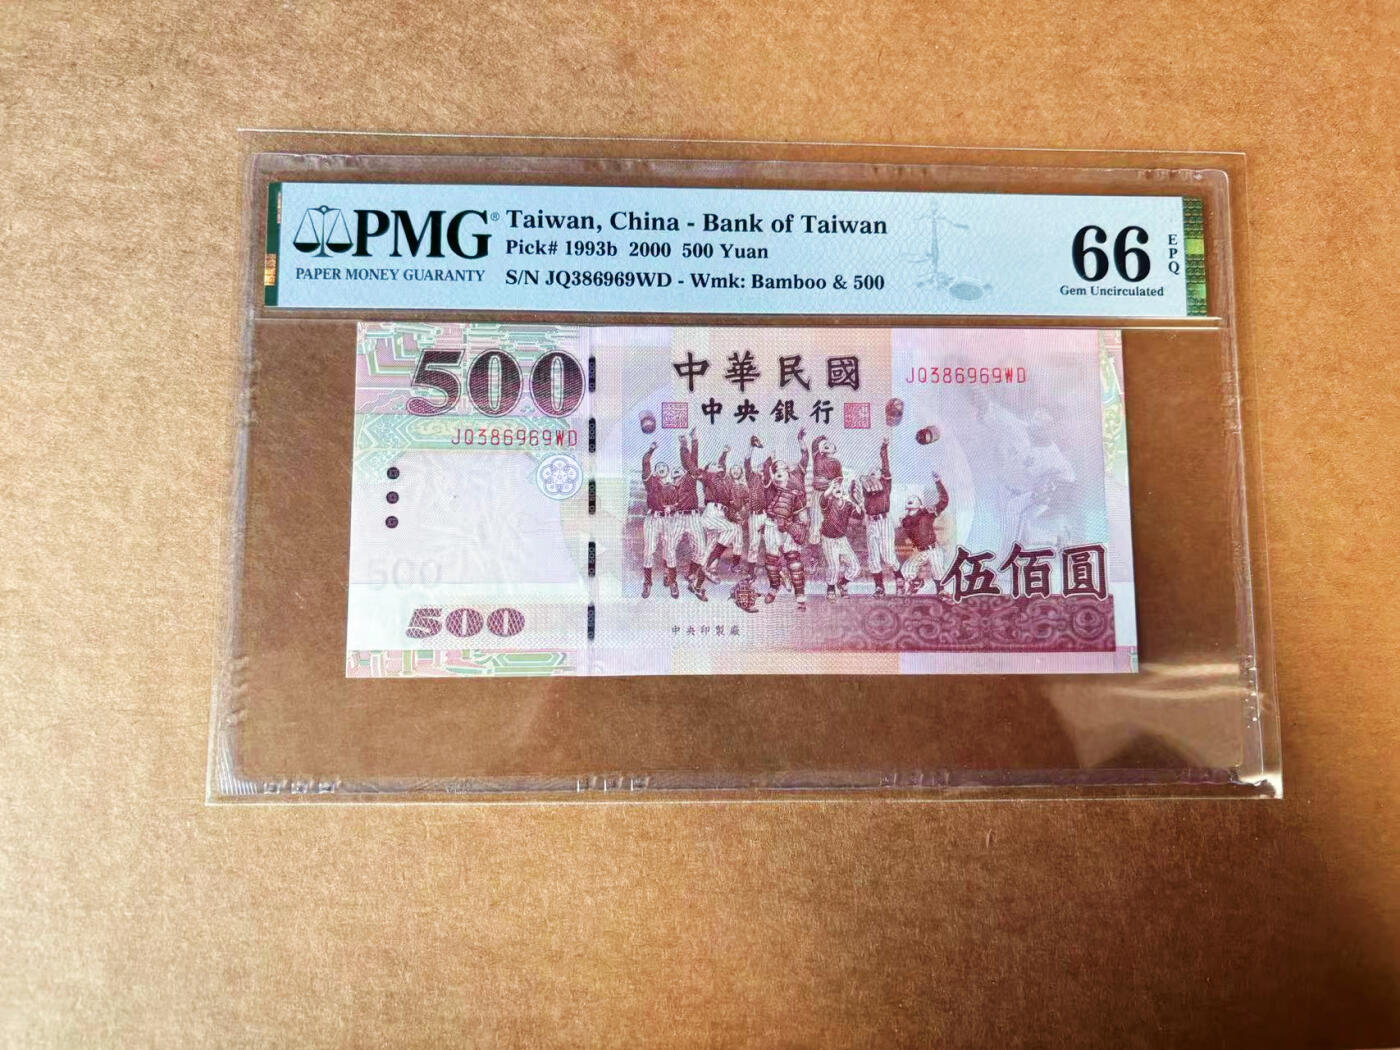 PMG®
PAPER MONEY GUARANTY
Taiwan, China - Bank of Taiwan
Pick# 1993b 2000 500 Yuan
S/N JQ386969WD - Wmk: Bamboo & 500
66
EPQ
Gem Uncirculated
500
中華民國
JQ386969WD
中央銀行
JQ386969WD
500
伍佰圓
500
中央印製廠